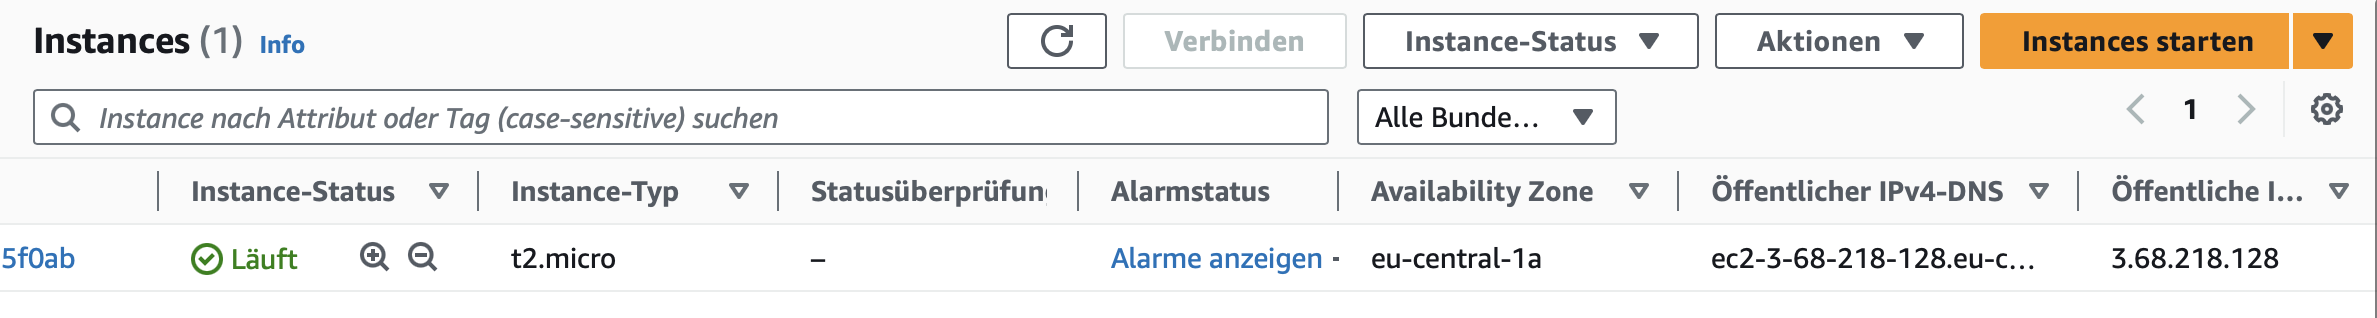 Instances (1) Info Verbinden Instance-Status Aktionen Instances starten
Instance nach Attribut oder Tag (case-sensitive) suchen Alle Bunde... 1
Instance-Status Instance-Typ Statusüberprüfun Alarmstatus Availability Zone Öffentlicher IPv4-DNS Öffentliche I...
5f0ab Läuft t2.micro – Alarme anzeigen - eu-central-1a ec2-3-68-218-128.eu-c... 3.68.218.128